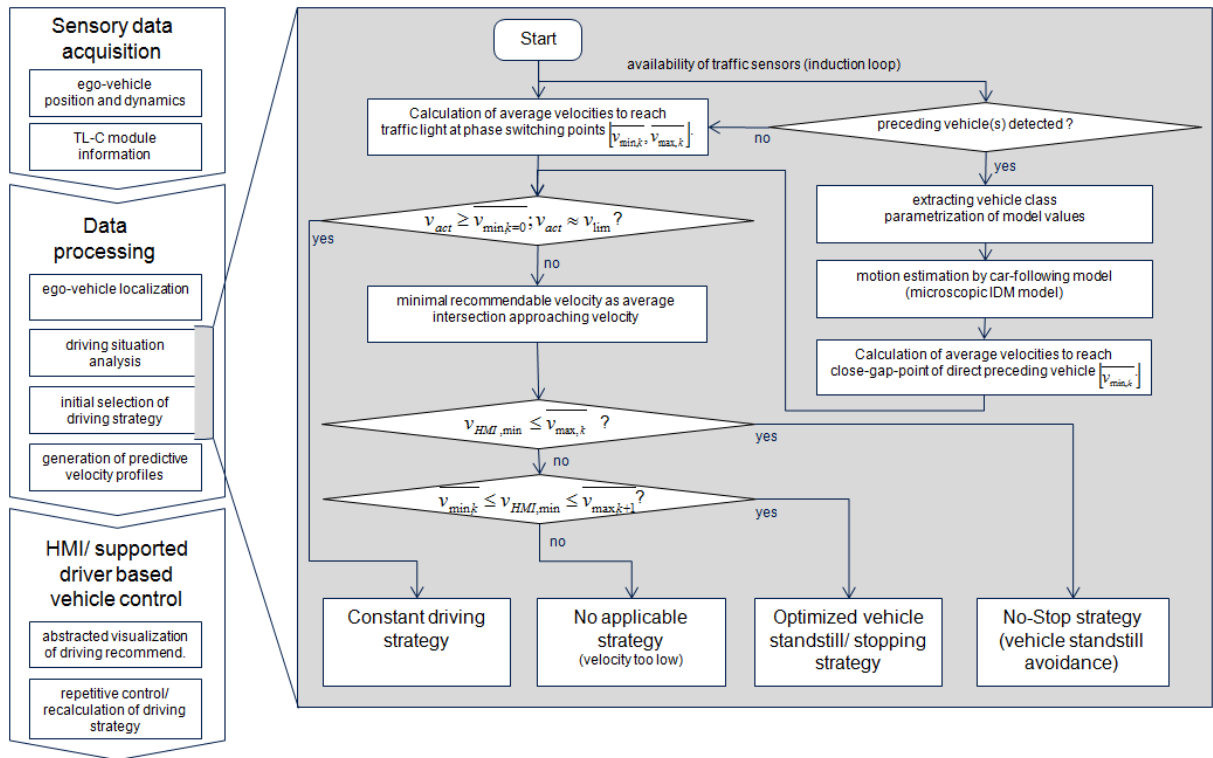 Sensory data
acquisition
ego-vehicle
position and dynamics
TL-C module
information
Data
processing
ego-vehicle localization
driving situation
analysis
initial selection of
driving strategy
generation of predictive
velocity profiles
HMI/ supported
driver based
vehicle control
abstracted visualization
of driving recommend.
repetitive control/
recalculation of driving
strategy
Start
availability of traffic sensors (induction loop)
Calculation of average velocities to reach
traffic light at phase switching points [v̅min,k, v̅max,k].
preceding vehicle(s) detected ?
no
yes
extracting vehicle class
parametrization of model values
motion estimation by car-following model
(microscopic IDM model)
Calculation of average velocities to reach
close-gap-point of direct preceding vehicle [v̅min,k]
v_act ≥ v̅min,k=0; v_act ≈ v_lim ?
yes
no
minimal recommendable velocity as average
intersection approaching velocity
v_HMI,min ≤ v̅max,k ?
yes
no
v̅min,k ≤ v_HMI,min ≤ v̅max,k+1?
yes
no
Constant driving
strategy
No applicable
strategy
(velocity too low)
Optimized vehicle
standstill/ stopping
strategy
No-Stop strategy
(vehicle standstill
avoidance)